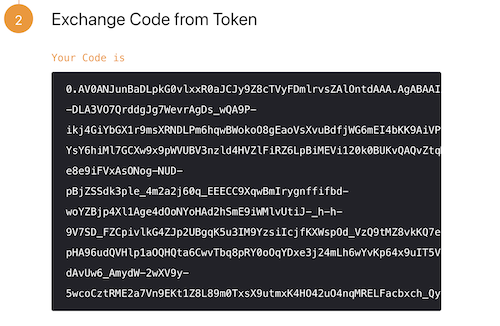 2
Exchange Code from Token
Your Code is
0.AV0ANJunBaDLpkG0vlxxR0aJCJy9Z8cTVyFDmlrvsZAlOntdAAA.AgABAAI
-DLA3VO7QrddgJg7WevrAgDs_wQA9P-
ikj4GiYbGX1r9msXRNDLPm6hqwBWokoO8gEaoVsXvuBdfjWG6mEI4bKK9AiVP
YsY6hiMl7GCXw9x9pWVUBV3nzld4HVZlFiRZ6LpBiMEVi120k0BUKvQAQvZtq
e8e9iFVxAsONog-NUD-
pBjZSSdk3ple_4m2a2j60q_EEECC9XqwBmIrygnffifbd-
woYZBjp4Xl1Age4dOoNYoHAd2hSmE9iWMlvUtiJ-_h-h-
9V7SD_FZCpivlkG4ZJp2UBgqK5u3IM9YzsiIcjfKXWspOd_VzQ9tMZ8vkKQ7e
pHA96udQVHlp1aOQHQta6CwvTbq8pRY0oOqYDxe3j24mLh6wYvKp64x9uIT5V
dAvUw6_AmydW-2wXV9y-
5wcoCztRME2a7Vn9EKt1Z8L89m0TxsX9utmxK4HO42uO4nqMRELFacbxch_Qy